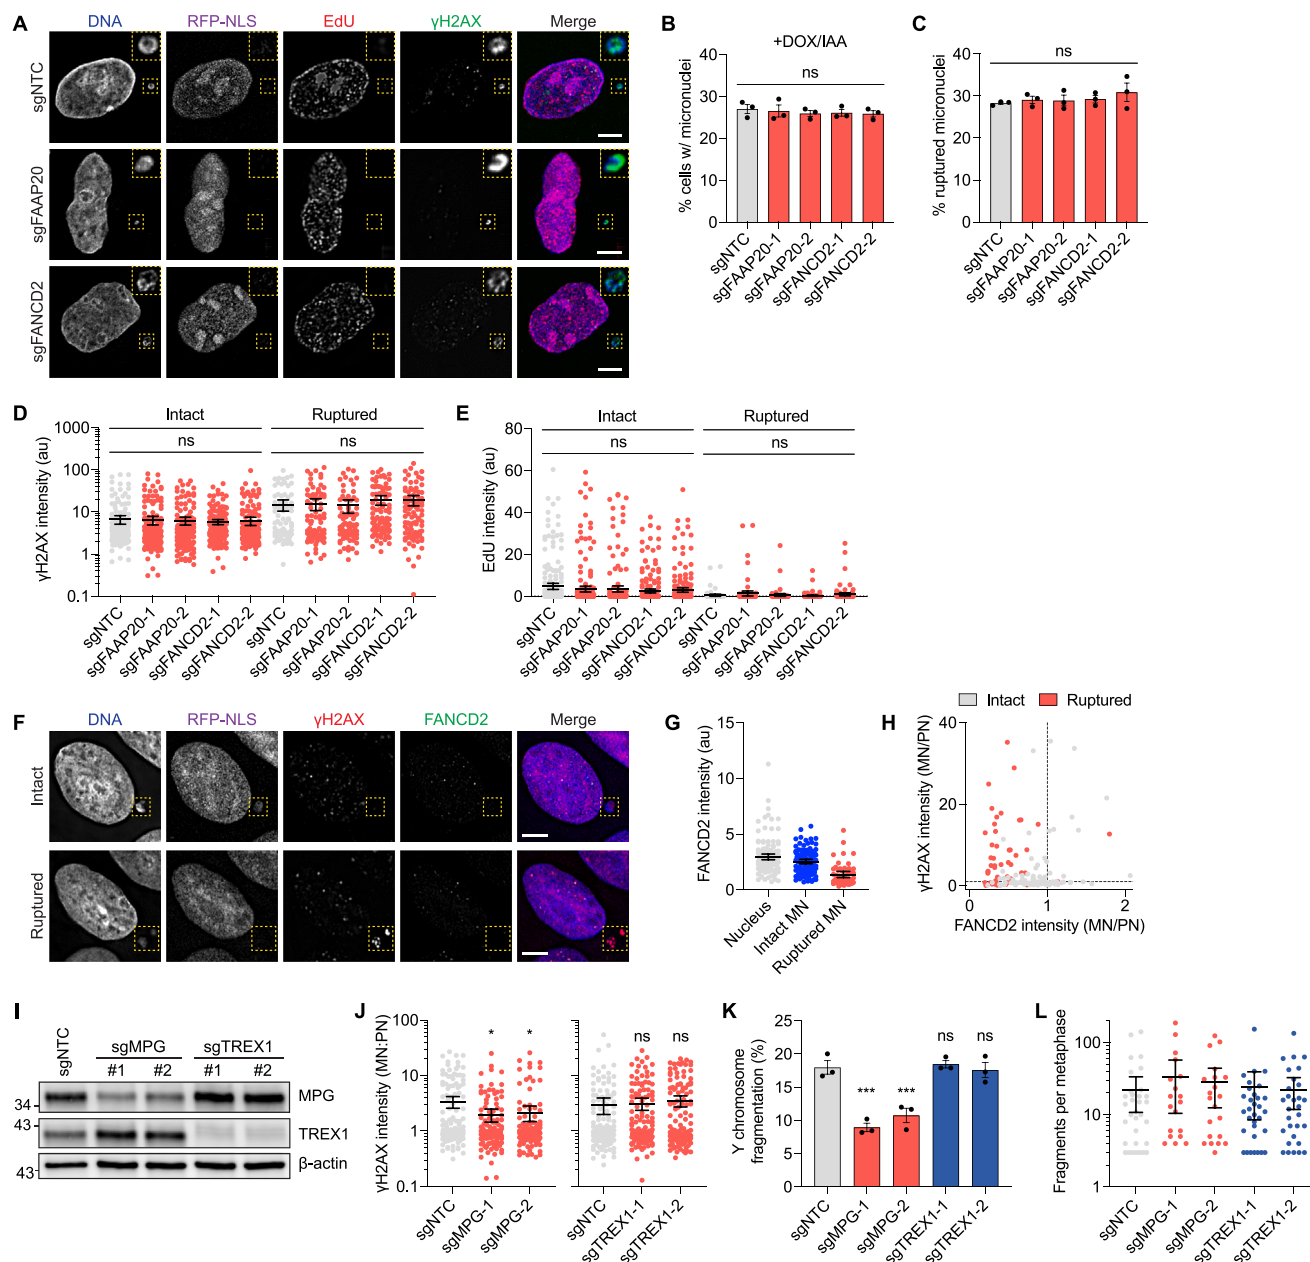 A
DNA RFP-NLS EdU γH2AX Merge
sgNTC
sgFAAP20
sgFANCD2
B
+DOX/IAA
ns
% cells w/ micronuclei
40
30
20
10
0
sgNTC sgFAAP20-1 sgFAAP20-2 sgFANCD2-1 sgFANCD2-2
C
ns
% ruptured micronuclei
40
30
20
10
0
sgNTC sgFAAP20-1 sgFAAP20-2 sgFANCD2-1 sgFANCD2-2
D
Intact Ruptured
ns ns
γH2AX intensity (au)
1000
100
10
1
0.1
sgNTC sgFAAP20-1 sgFAAP20-2 sgFANCD2-1 sgFANCD2-2 sgNTC sgFAAP20-1 sgFAAP20-2 sgFANCD2-1 sgFANCD2-2
E
Intact Ruptured
ns ns
EdU intensity (au)
80
60
40
20
0
sgNTC sgFAAP20-1 sgFAAP20-2 sgFANCD2-1 sgFANCD2-2 sgNTC sgFAAP20-1 sgFAAP20-2 sgFANCD2-1 sgFANCD2-2
F
DNA RFP-NLS γH2AX FANCD2 Merge
Intact
Ruptured
G
FANCD2 intensity (au)
15
10
5
0
Nucleus Intact MN Ruptured MN
H
Intact Ruptured
γH2AX intensity (MN/PN)
40
20
0
0 1 2
FANCD2 intensity (MN/PN)
I
sgNTC sgMPG sgTREX1
#1 #2 #1 #2
34 MPG
43 TREX1
43 β-actin
J
γH2AX intensity (MN:PN)
100
10
1
0.1
* * ns ns
sgNTC sgMPG-1 sgMPG-2 sgNTC sgTREX1-1 sgTREX1-2
K
Y chromosome
fragmentation (%)
25
20
15
10
5
0
*** *** ns ns
sgNTC sgMPG-1 sgMPG-2 sgTREX1-1 sgTREX1-2
L
Fragments per metaphase
100
10
1
sgNTC sgMPG-1 sgMPG-2 sgTREX1-1 sgTREX1-2